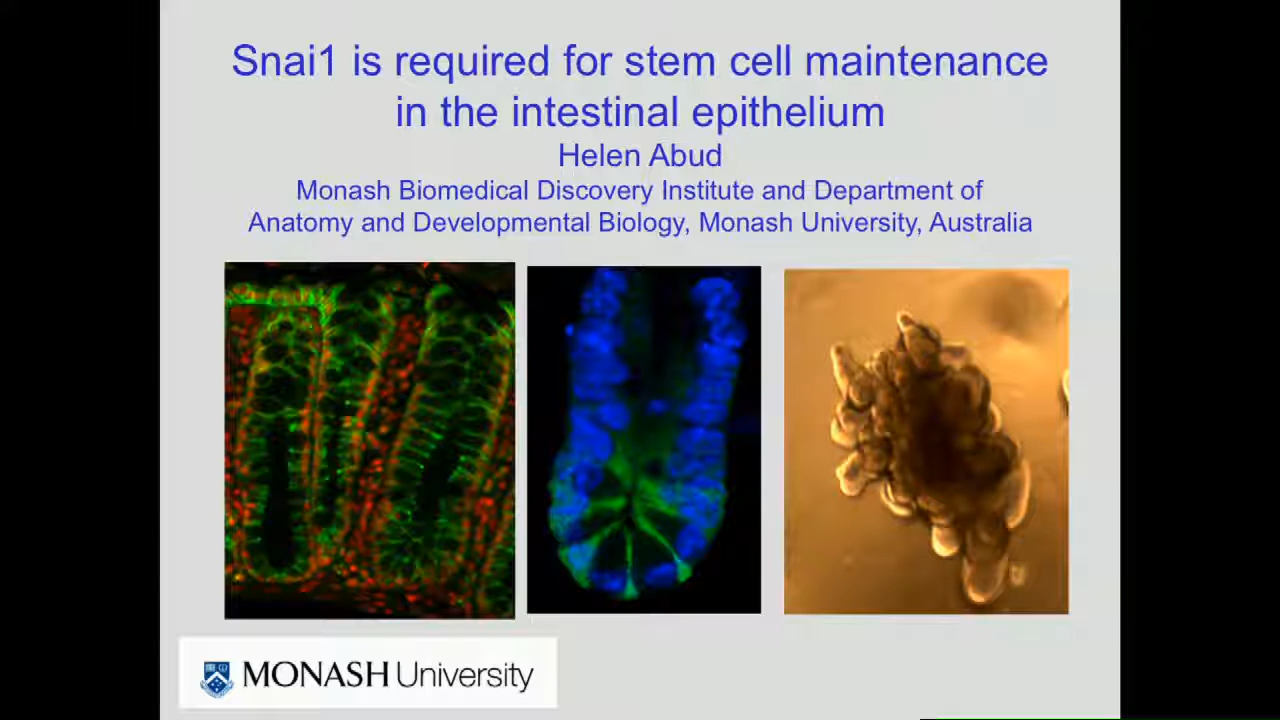 Snai1 is required for stem cell maintenance
in the intestinal epithelium
Helen Abud
Monash Biomedical Discovery Institute and Department of
Anatomy and Developmental Biology, Monash University, Australia
MONASH University